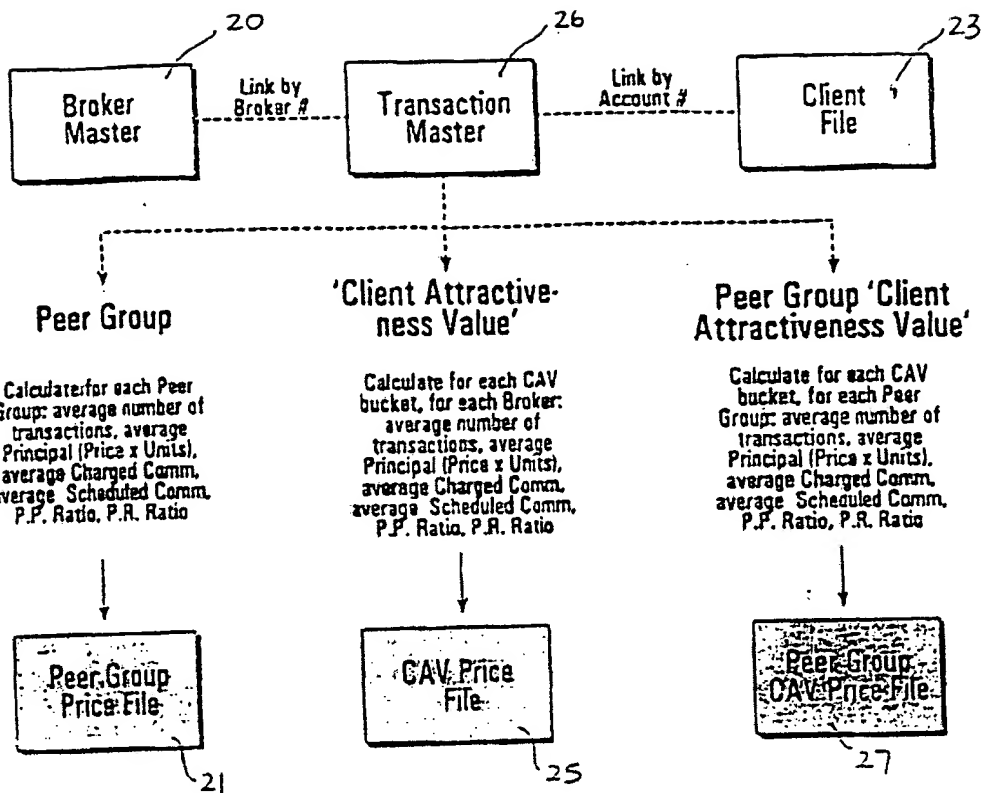 20
26
23
Broker
Master
Link by
Broker #
Transaction
Master
Link by
Account #
Client
File
Peer Group
'Client Attractive-
ness Value'
Peer Group 'Client
Attractiveness Value'
Calculate for each Peer
Group: average number of
transactions, average
Principal (Price x Units),
average Charged Comm,
average Scheduled Comm,
P.P. Ratio, P.R. Ratio
Calculate for each CAV
bucket, for each Broker:
average number of
transactions, average
Principal (Price x Units),
average Charged Comm,
average Scheduled Comm,
P.P. Ratio, P.R. Ratio
Calculate for each CAV
bucket, for each Peer
Group: average number of
transactions, average
Principal (Price x Units),
average Charged Comm,
average Scheduled Comm,
P.P. Ratio, P.R. Ratio
Peer Group
Price File
CAV Price
File
Peer Group
CAV Price File
21
25
27